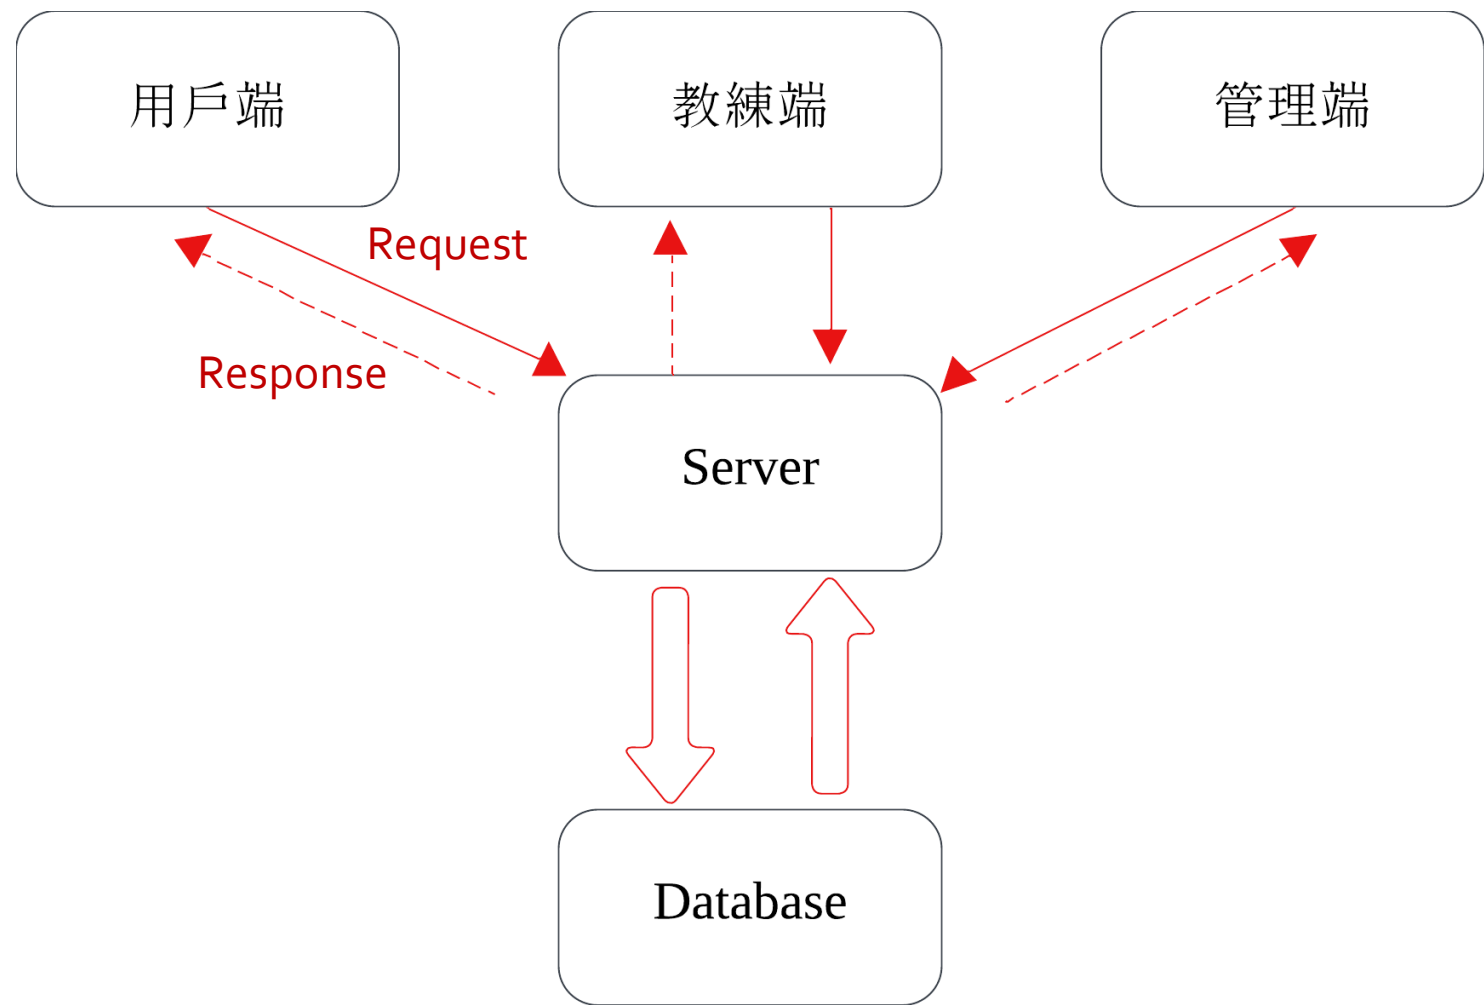 用戶端
教練端
管理端
Request
Response
Server
Database